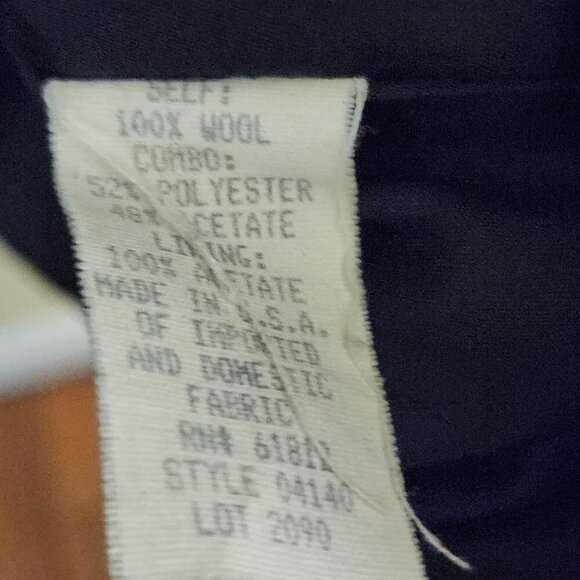 SELF:
100% WOOL
COMBO:
52% POLYESTER
48% ACETATE
LINING:
100% ACETATE
MADE IN U.S.A.
OF IMPORTED
AND DOMESTIC
FABRIC
RN#
STYLE 04140
LOT 2090